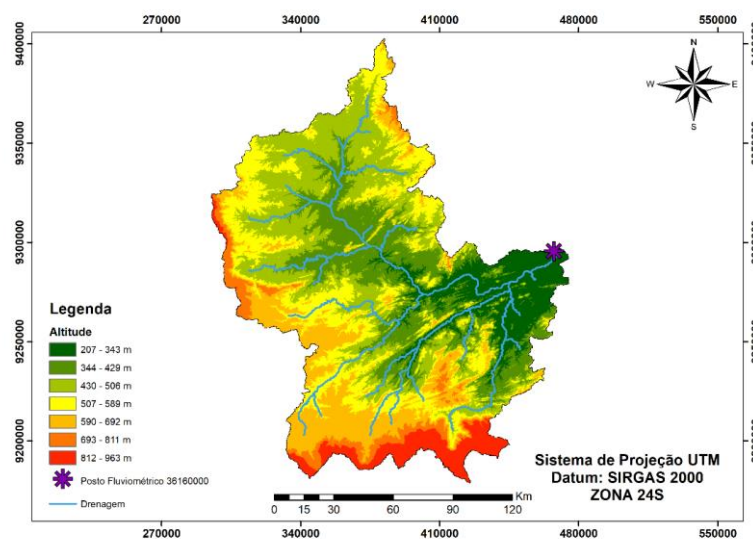 270000 340000 410000 480000 550000
9400000
9350000
9300000
9250000
9200000
N
W E
S
Legenda
Altitude
207 - 343 m
344 - 429 m
430 - 506 m
507 - 589 m
590 - 692 m
693 - 811 m
812 - 963 m
Posto Fluviométrico 36160000
Drenagem
Km
0 15 30 60 90 120
Sistema de Projeção UTM
Datum: SIRGAS 2000
ZONA 24S
270000 340000 410000 480000 550000